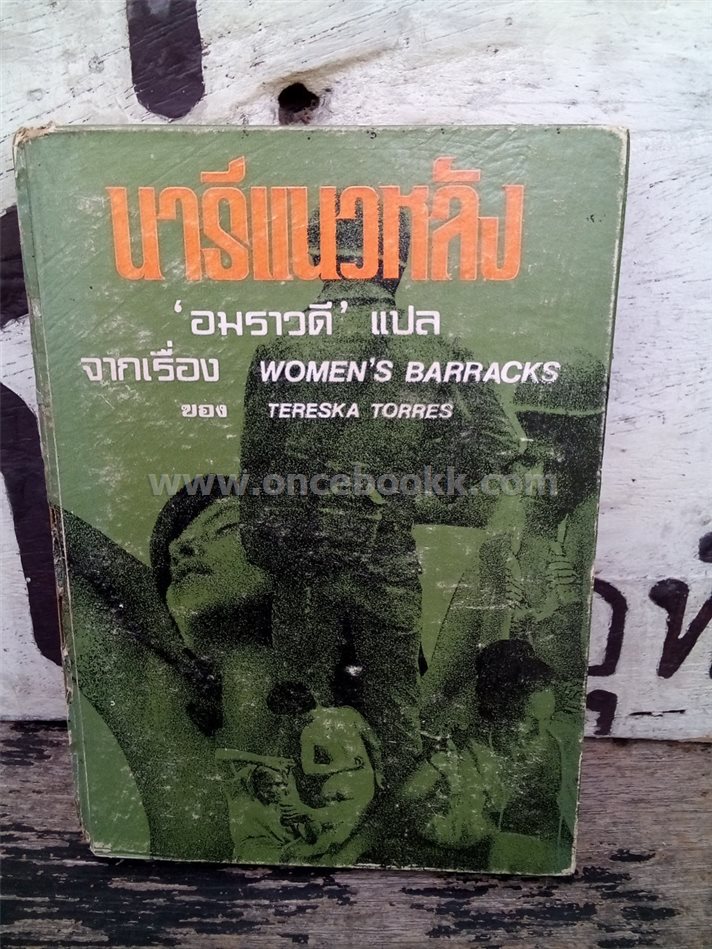 นารีแนวหลัง
‘อมราวดี’ แปล
จากเรื่อง WOMEN'S BARRACKS
ของ TERESKA TORRES
www.oncebookk.com